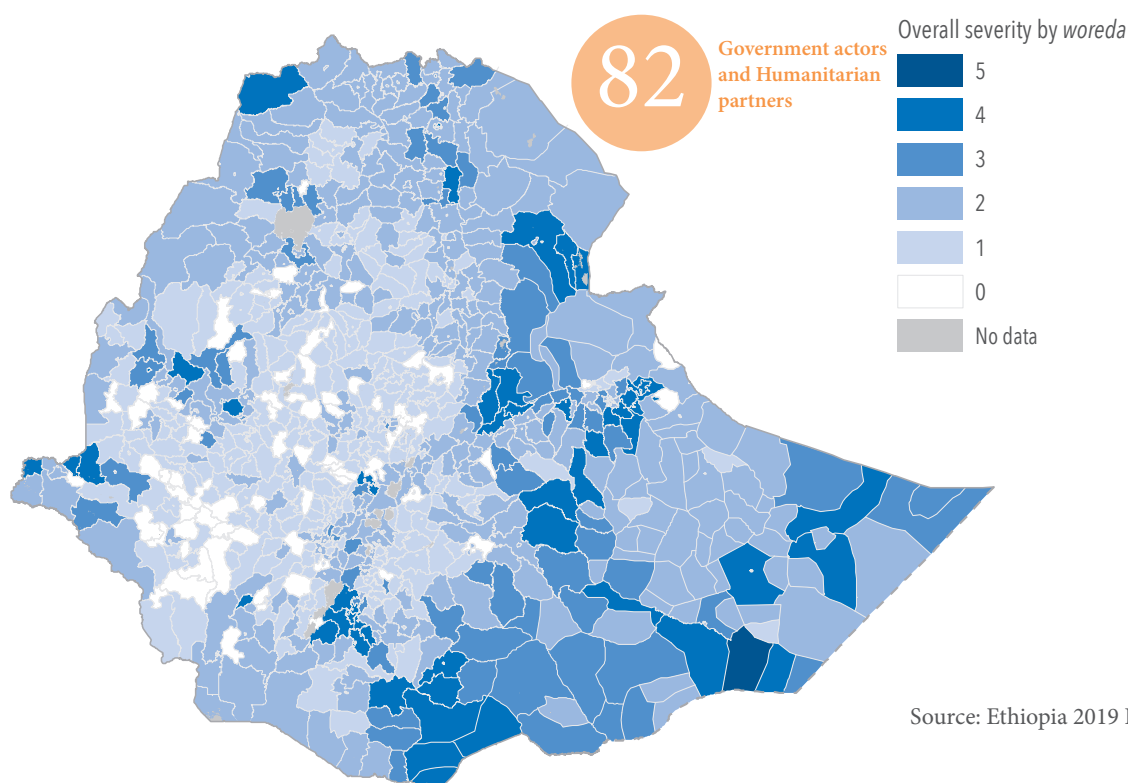 82
Government actors
and Humanitarian
partners
Overall severity by woreda
5
4
3
2
1
0
No data
Source: Ethiopia 2019